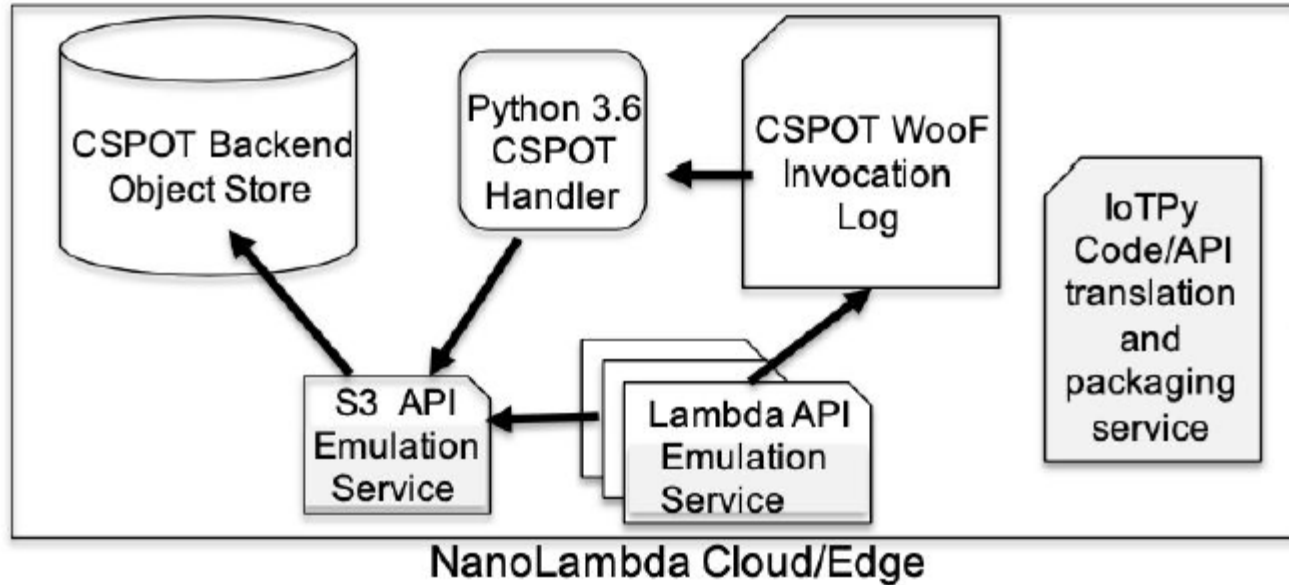 CSPOT Backend
Object Store
Python 3.6
CSPOT
Handler
CSPOT WooF
Invocation
Log
IoTPy
Code/API
translation
and
packaging
service
S3 API
Emulation
Service
Lambda API
Emulation
Service
NanoLambda Cloud/Edge